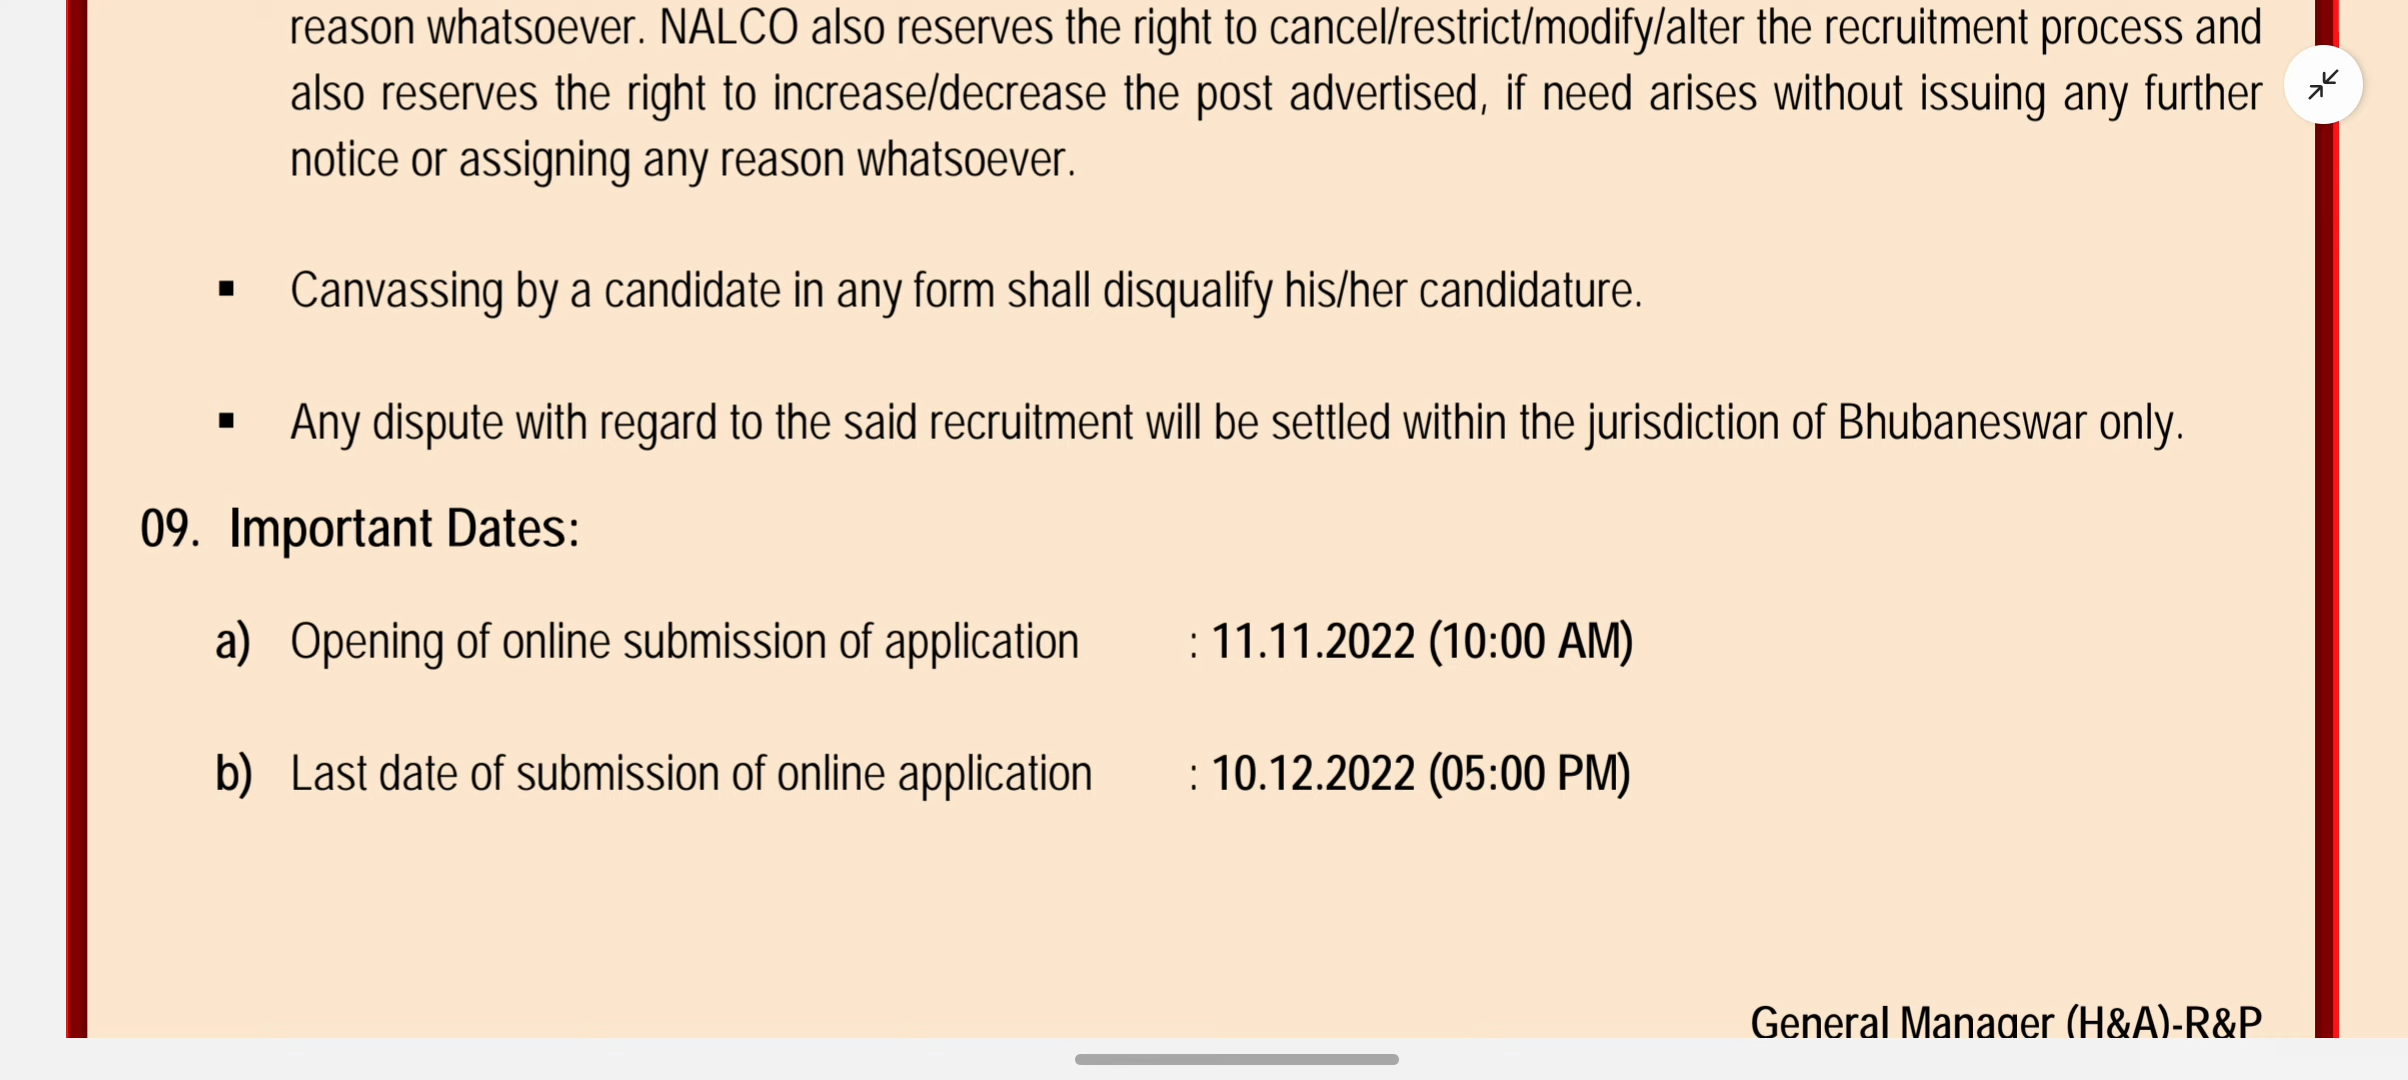 reason whatsoever. NALCO also reserves the right to cancel/restrict/modify/alter the recruitment process and
also reserves the right to increase/decrease the post advertised, if need arises without issuing any further
notice or assigning any reason whatsoever.
▪ Canvassing by a candidate in any form shall disqualify his/her candidature.
▪ Any dispute with regard to the said recruitment will be settled within the jurisdiction of Bhubaneswar only.
09. Important Dates:
a) Opening of online submission of application : 11.11.2022 (10:00 AM)
b) Last date of submission of online application : 10.12.2022 (05:00 PM)
General Manager (H&A)-R&P